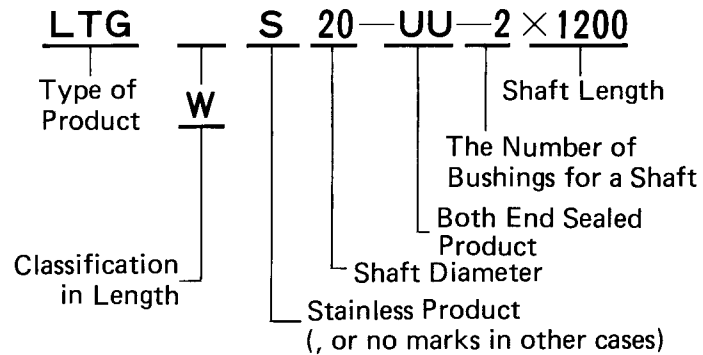 LTG S 20—UU—2×1200
Type of
Product
W
Shaft Length
The Number of
Bushings for a Shaft
Both End Sealed
Product
Classification
in Length
Shaft Diameter
Stainless Product
(, or no marks in other cases)